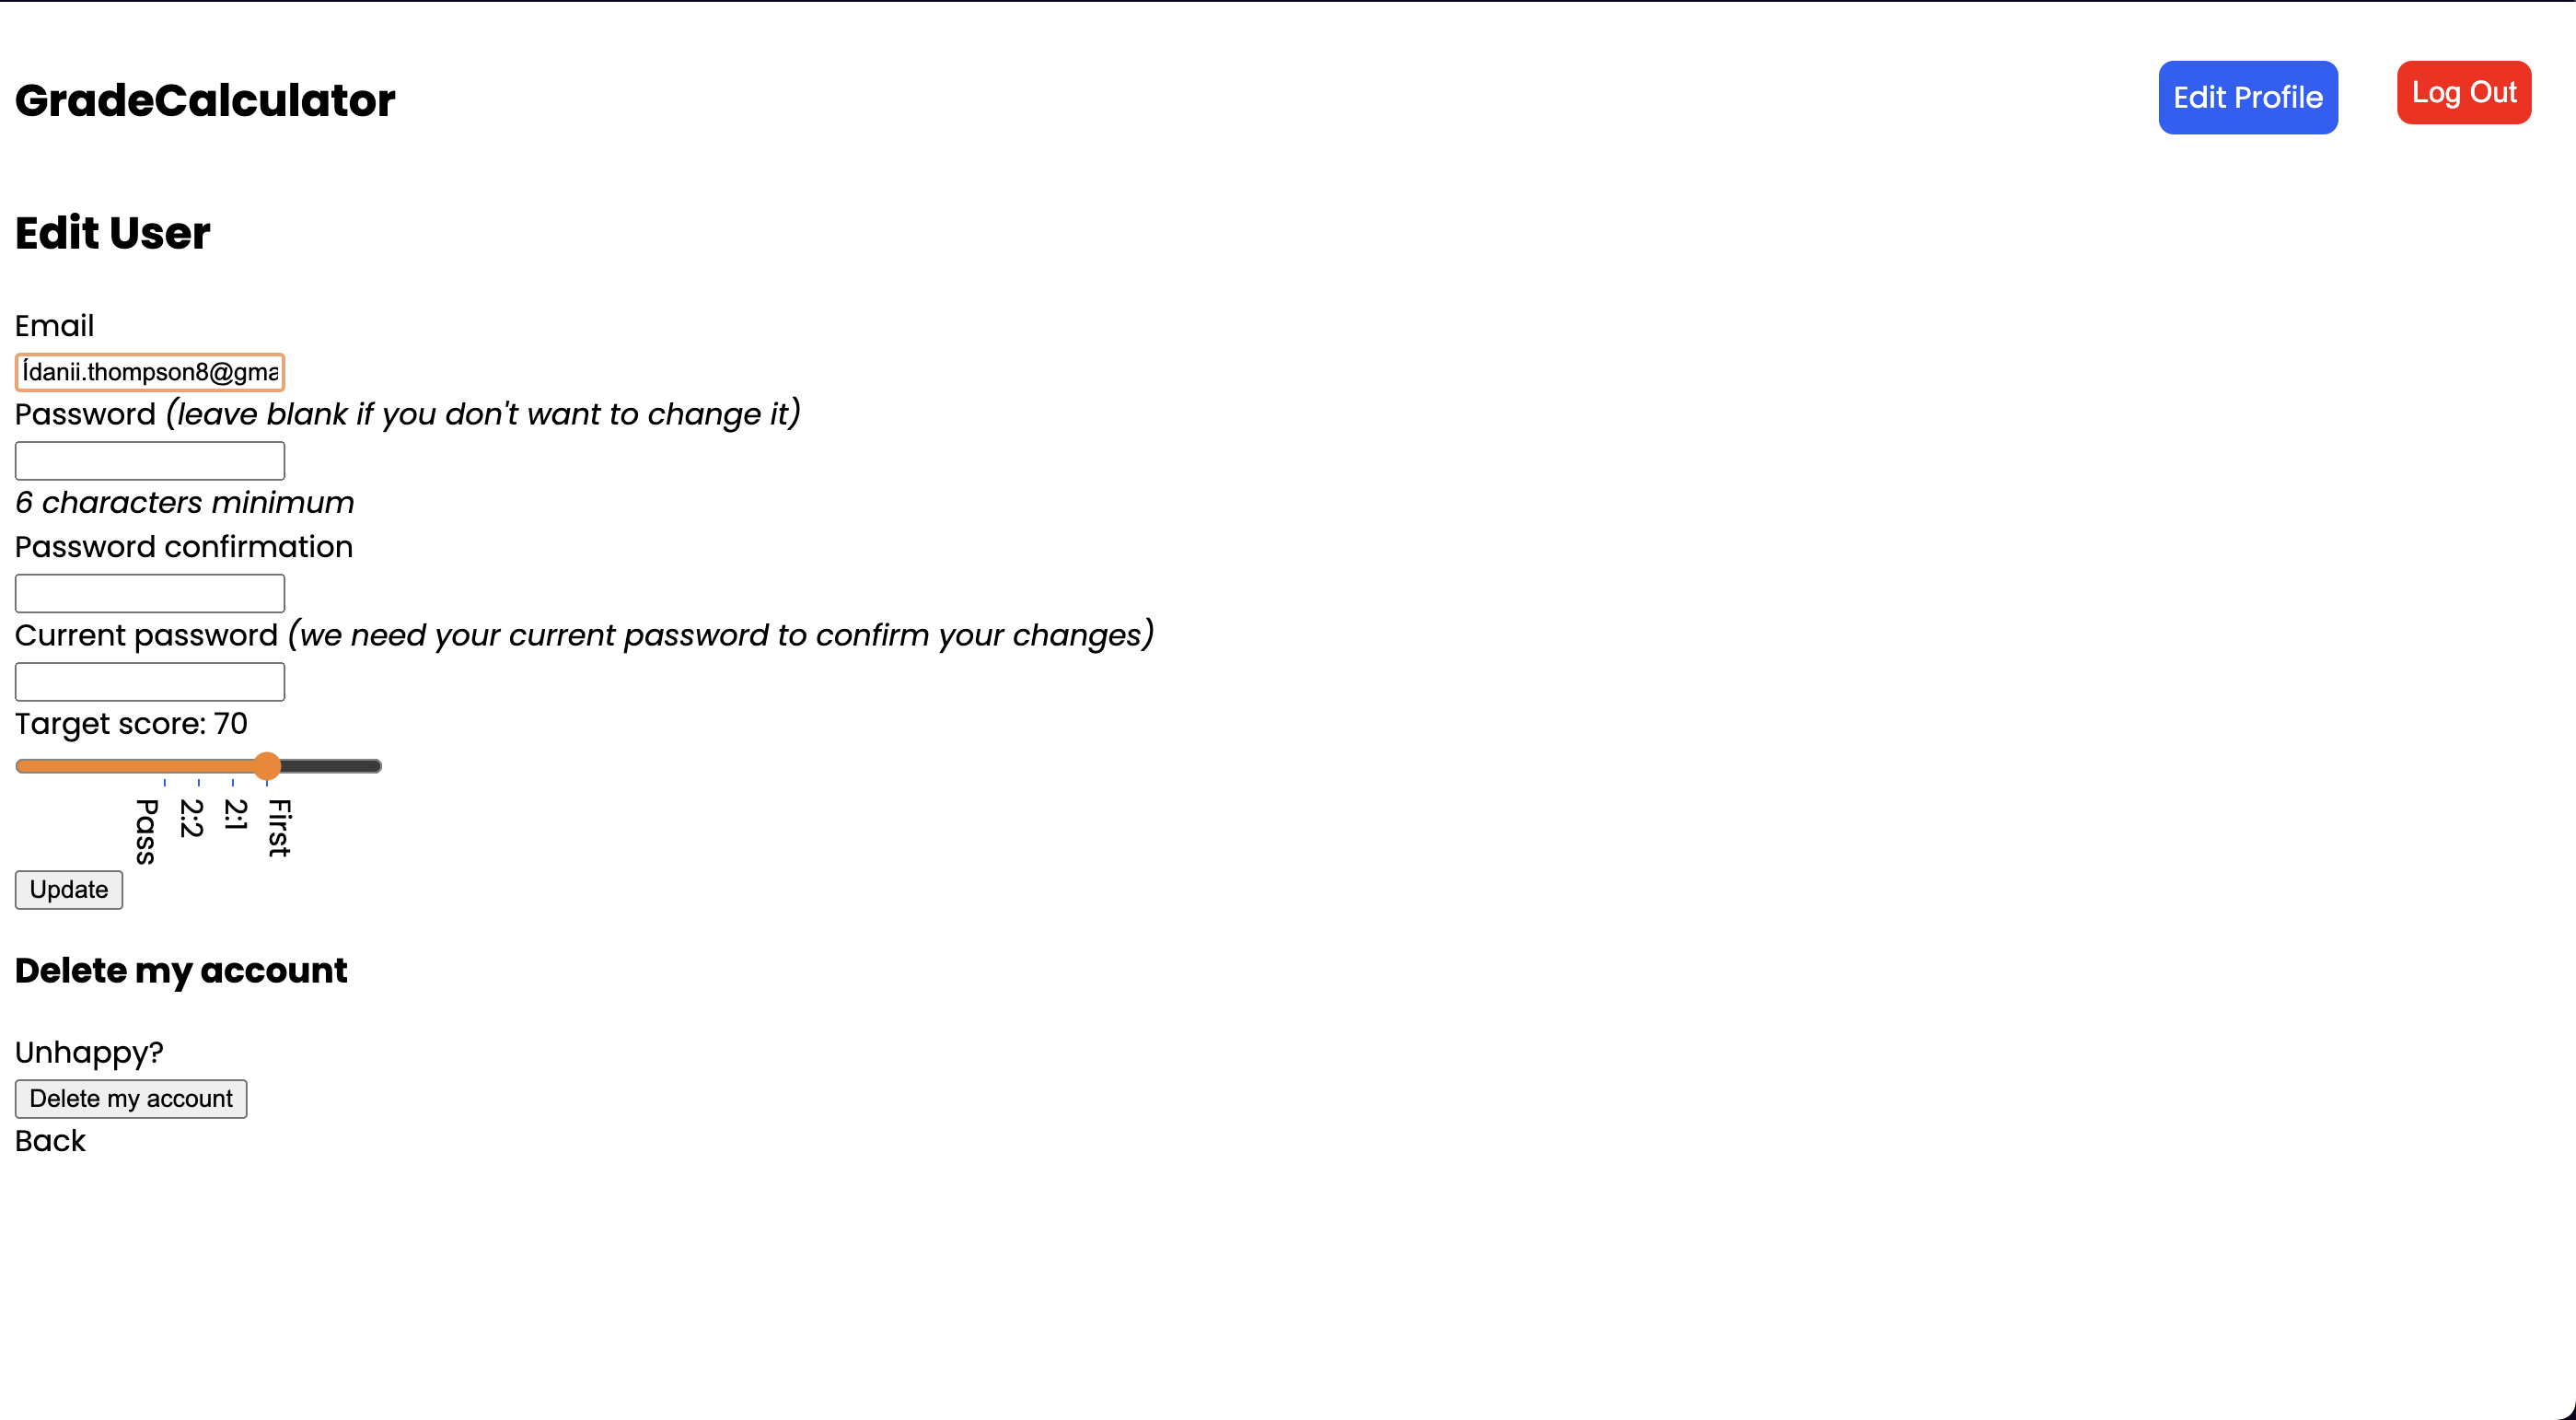 GradeCalculator
Edit Profile
Log Out
Edit User
Email
ídanii.thompson8@gma
Password (leave blank if you don't want to change it)
6 characters minimum
Password confirmation
Current password (we need your current password to confirm your changes)
Target score: 70
Pass
2:2
2:1
First
Update
Delete my account
Unhappy?
Delete my account
Back